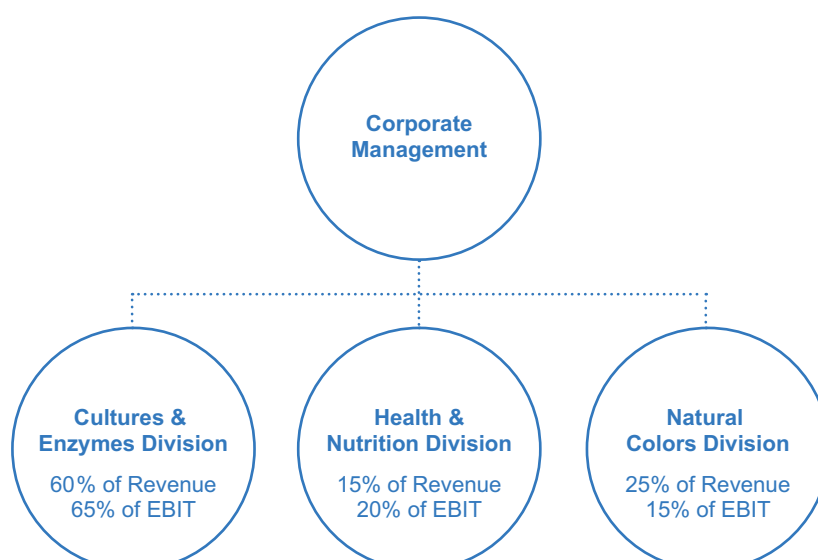 Corporate
Management
Cultures &
Enzymes Division
60% of Revenue
65% of EBIT
Health &
Nutrition Division
15% of Revenue
20% of EBIT
Natural
Colors Division
25% of Revenue
15% of EBIT